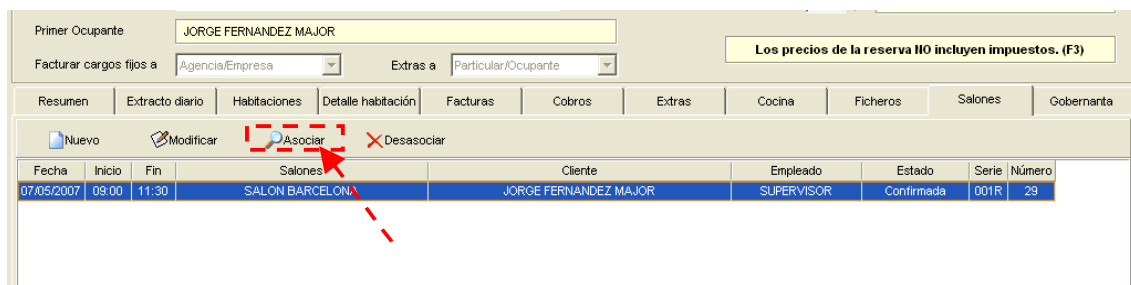 Primer Ocupante JORGE FERNANDEZ MAJOR
Los precios de la reserva NO incluyen impuestos. (F3)
Facturar cargos fijos a Agencia/Empresa Extras a Particular/Ocupante
Resumen Extracto diario Habitaciones Detalle habitación Facturas Cobros Extras Cocina Ficheros Salones Gobernanta
Nuevo Modificar Asociar Desasociar
Fecha Inicio Fin Salones Cliente Empleado Estado Serie Número
07/05/2007 09:00 11:30 SALON BARCELONA JORGE FERNANDEZ MAJOR SUPERVISOR Confirmada 001R 29